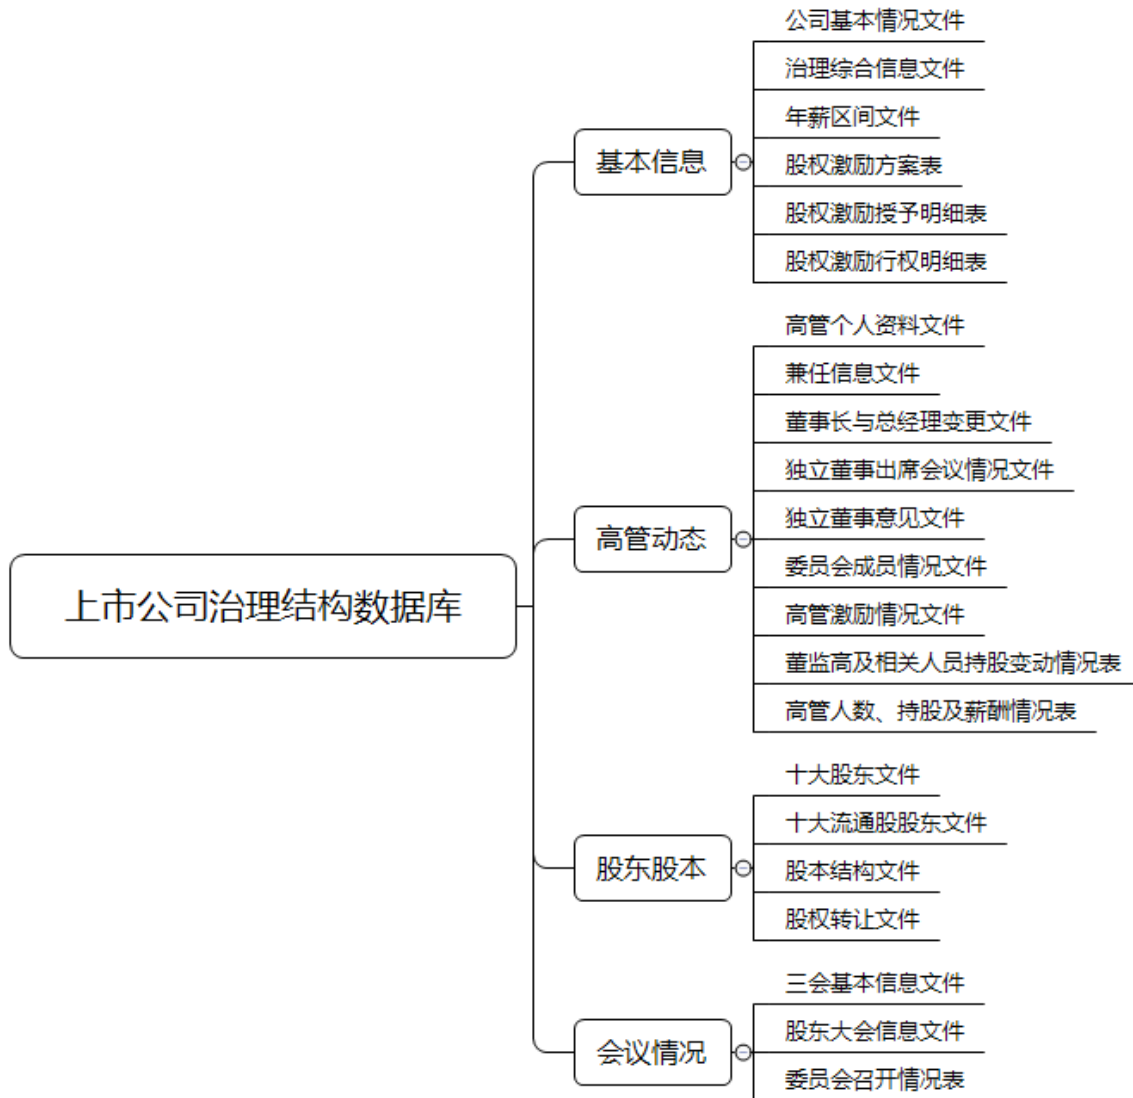 上市公司治理结构数据库
基本信息
公司基本情况文件
治理综合信息文件
年薪区间文件
股权激励方案表
股权激励授予明细表
股权激励行权明细表
高管动态
高管个人资料文件
兼任信息文件
董事长与总经理变更文件
独立董事出席会议情况文件
独立董事意见文件
委员会成员情况文件
高管激励情况文件
董监高及相关人员持股变动情况表
高管人数、持股及薪酬情况表
股东股本
十大股东文件
十大流通股股东文件
股本结构文件
股权转让文件
会议情况
三会基本信息文件
股东大会信息文件
委员会召开情况表